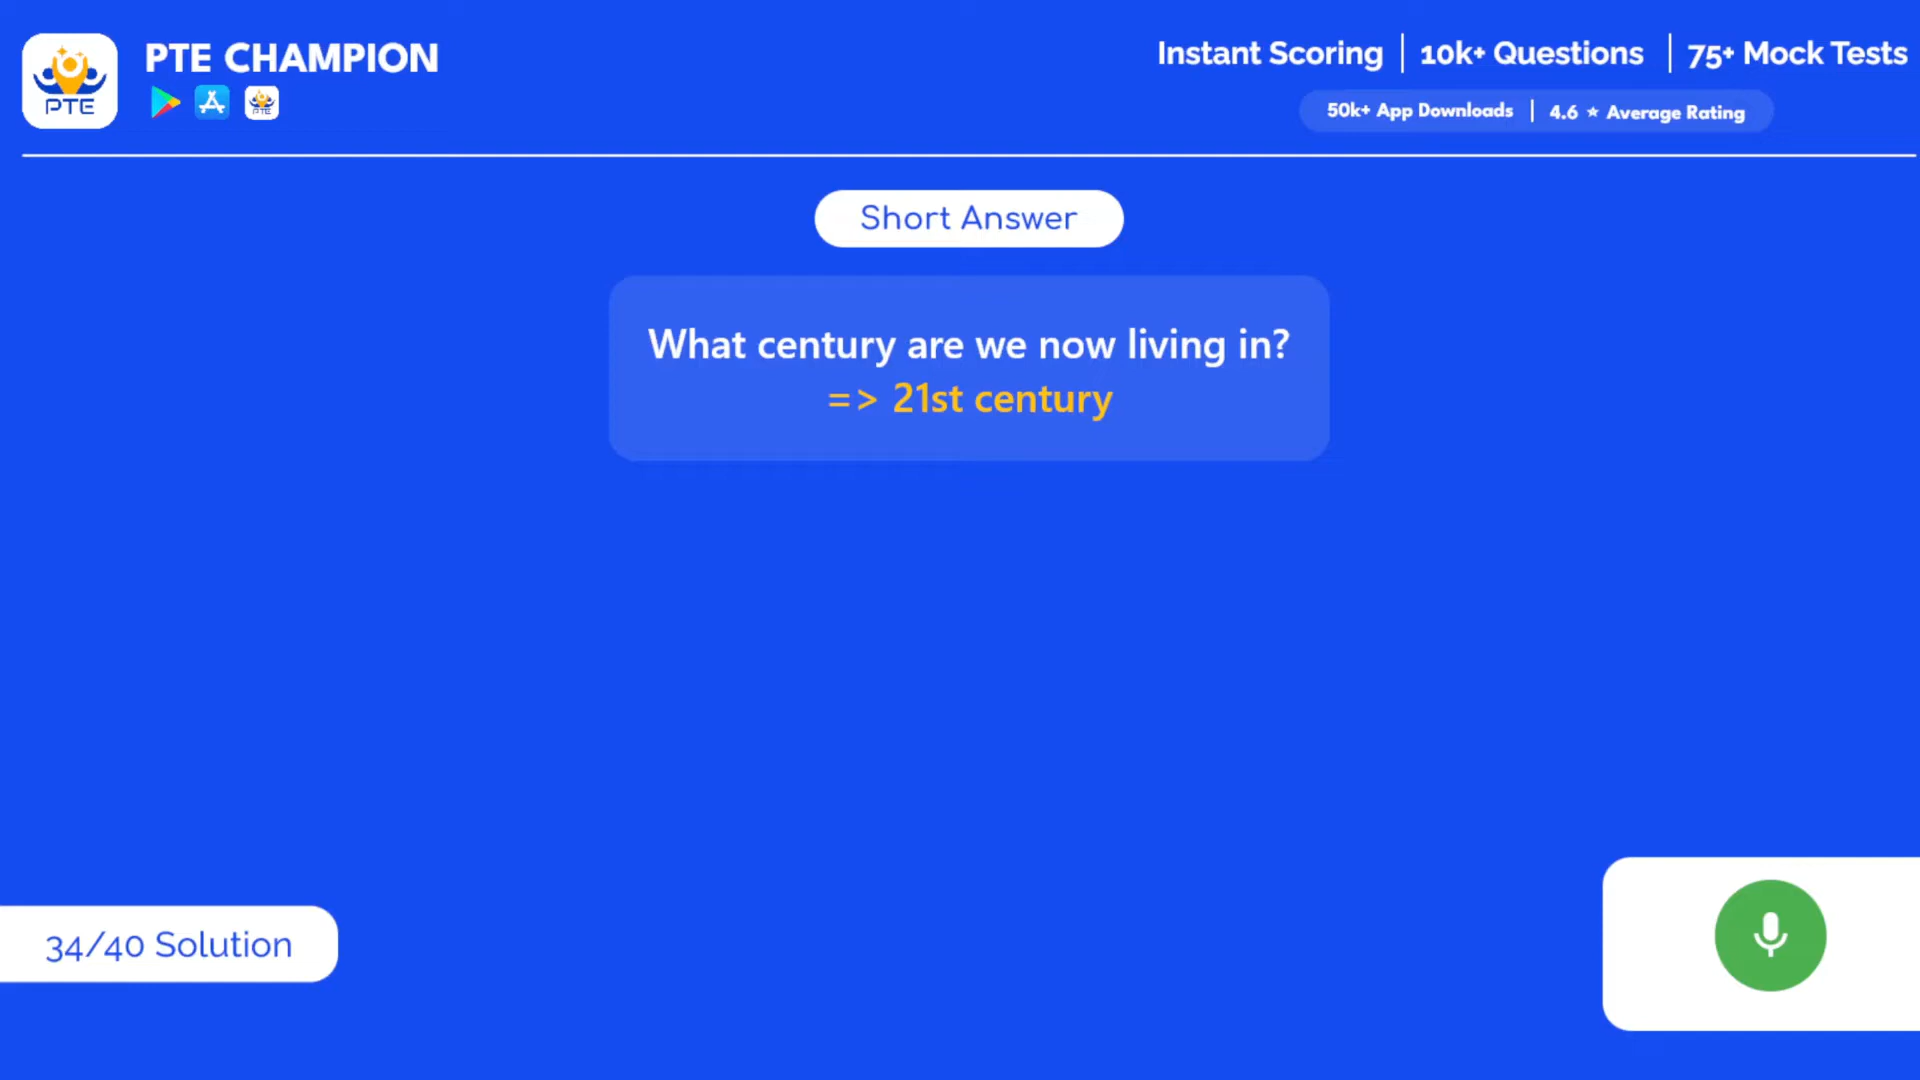 PTE CHAMPION
PTE
PTE
Instant Scoring | 10k+ Questions | 75+ Mock Tests
50k+ App Downloads | 4.6 ★ Average Rating
Short Answer
What century are we now living in?
=> 21st century
34/40 Solution